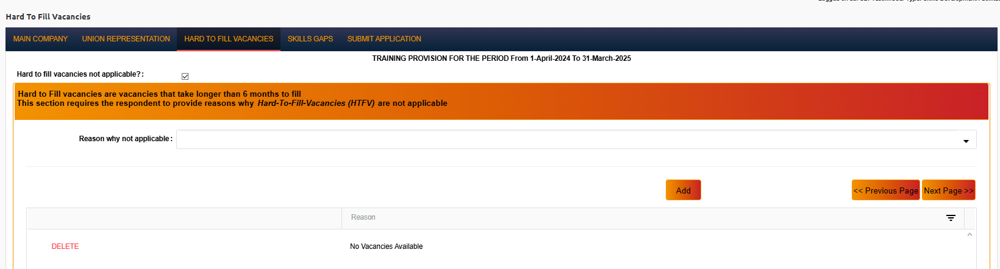 Hard To Fill Vacancies
MAIN COMPANY UNION REPRESENTATION HARD TO FILL VACANCIES SKILLS GAPS SUBMIT APPLICATION
TRAINING PROVISION FOR THE PERIOD From 1-April-2024 To 31-March-2025
Hard to fill vacancies not applicable? :
Hard to Fill vacancies are vacancies that take longer than 6 months to fill
This section requires the respondent to provide reasons why Hard-To-Fill-Vacancies (HTFV) are not applicable
Reason why not applicable :
Add << Previous Page Next Page >>
Reason
DELETE No Vacancies Available